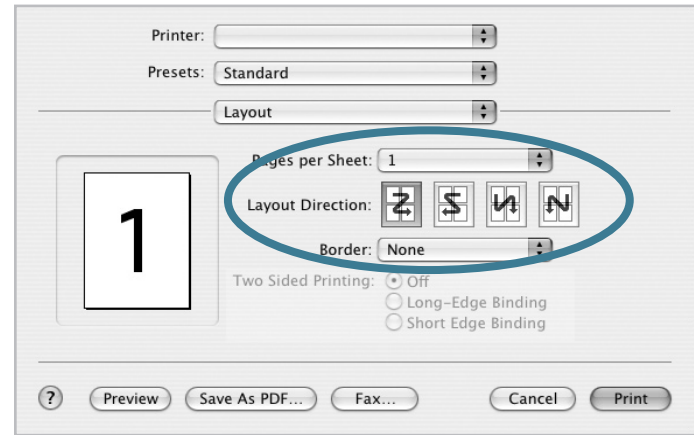 Printer:
Presets: Standard
Layout
Pages per Sheet: 1
Layout Direction:
Border: None
Two Sided Printing: Off
Long-Edge Binding
Short Edge Binding
1
? Preview Save As PDF... Fax... Cancel Print